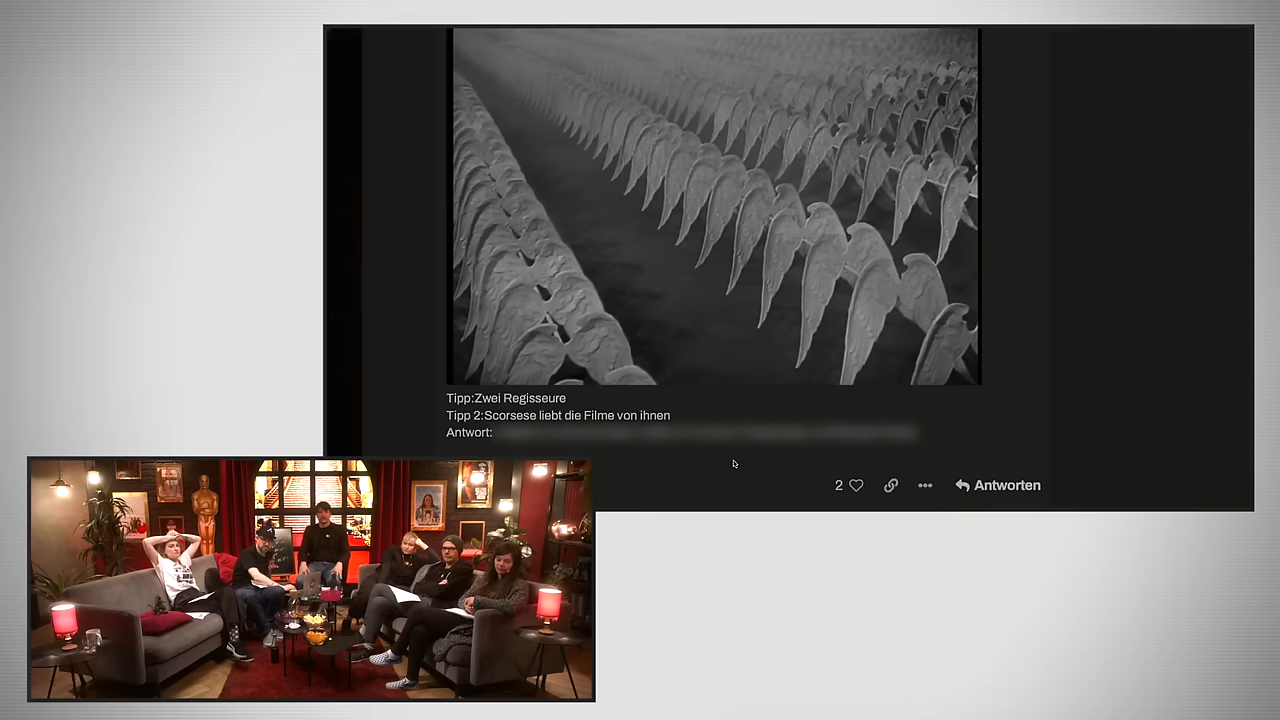 Tipp:Zwei Regisseure
Tipp 2:Scorsese liebt die Filme von ihnen
Antwort:
2
Antworten